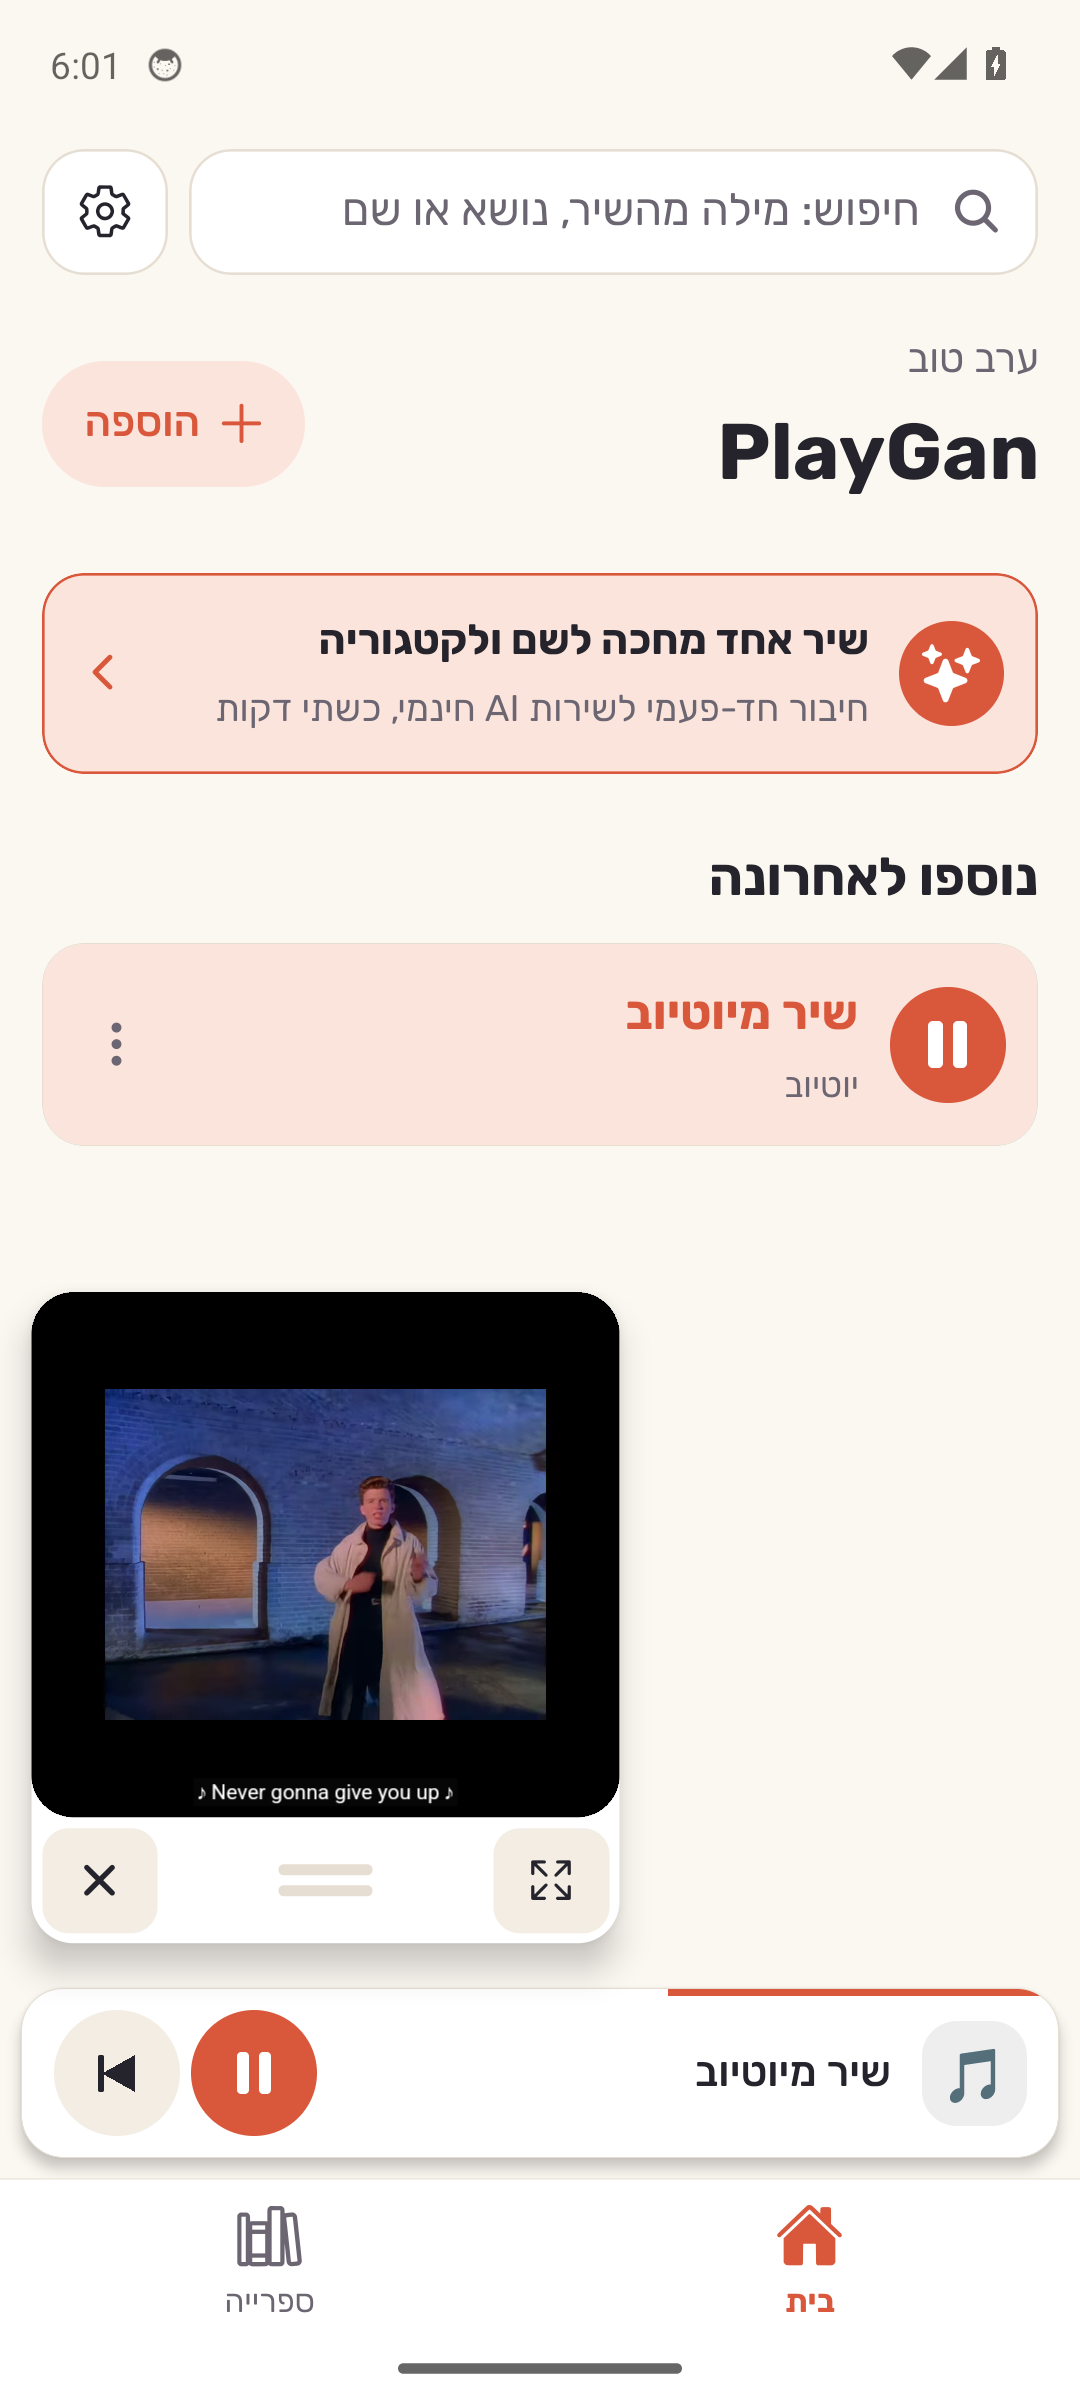 6:01
חיפוש: מילה מהשיר, נושא או שם
ערב טוב
PlayGan
הוספה
שיר אחד מחכה לשם ולקטגוריה
חיבור חד-פעמי לשירות AI חינמי, כשתי דקות
נוספו לאחרונה
שיר מיוטיוב
יוטיוב
♪ Never gonna give you up ♪
שיר מיוטיוב
בית
ספרייה